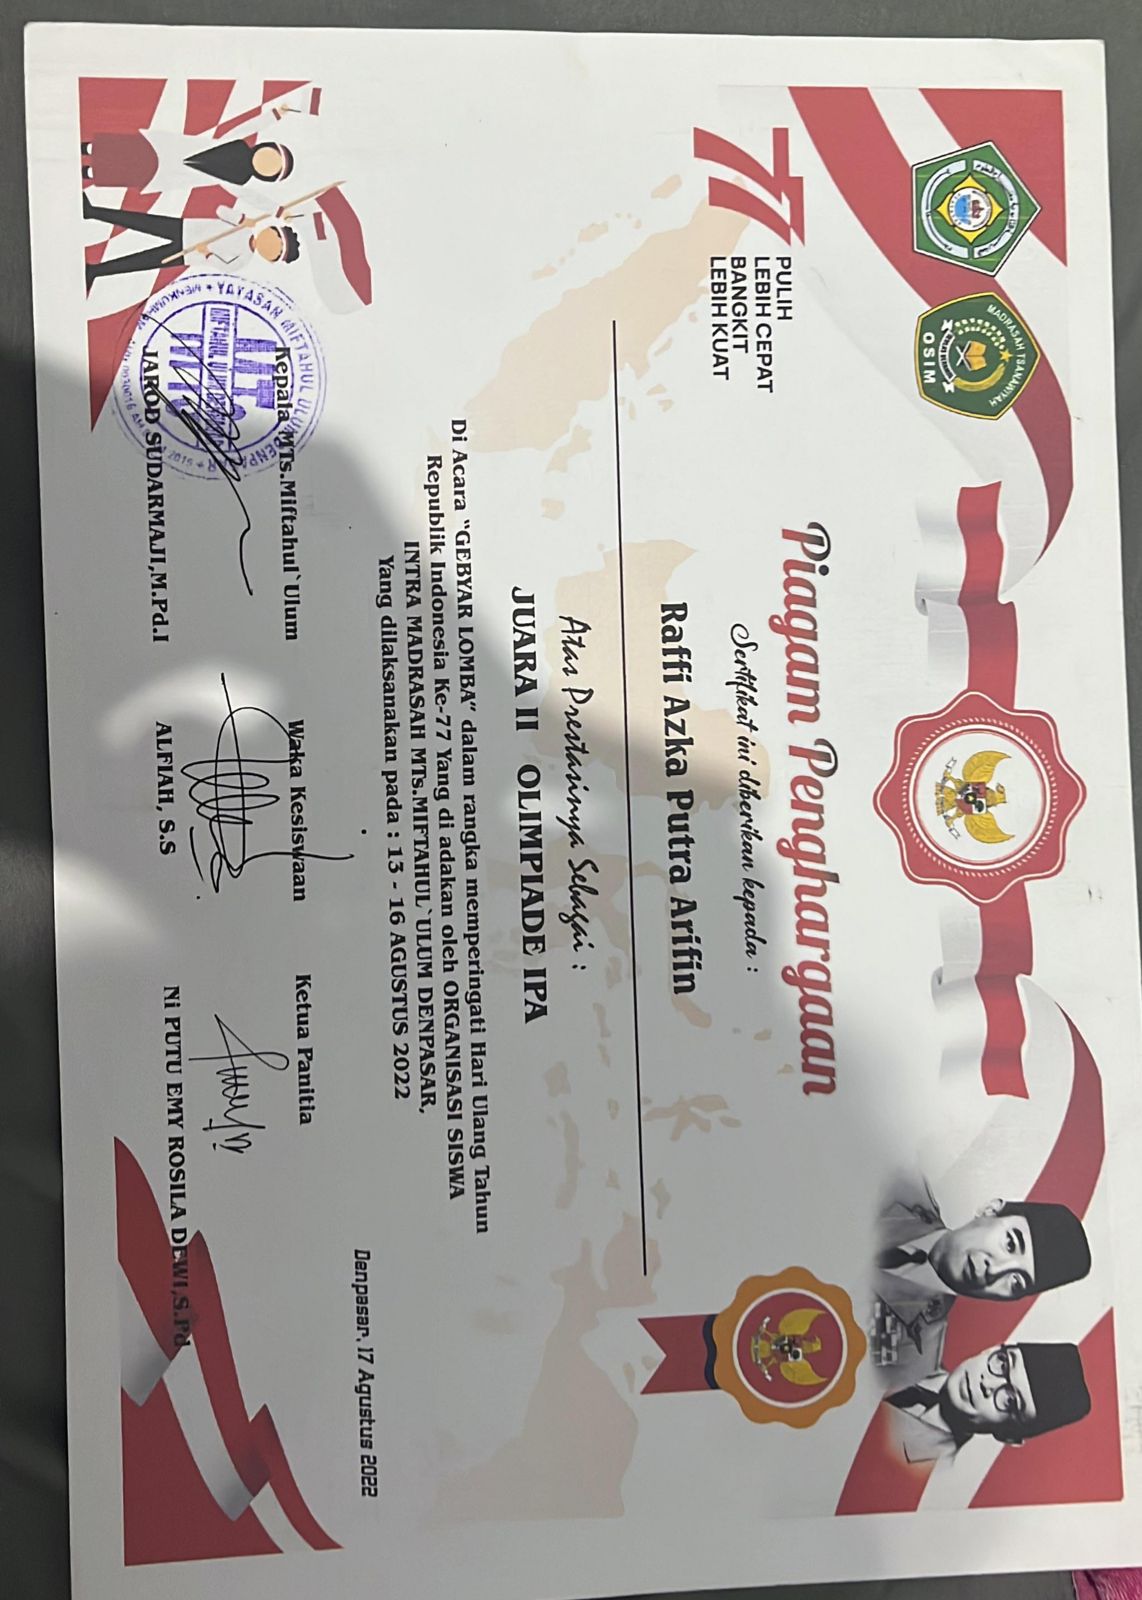 MADRASAH TSANAWIYAH
OSIM
77
PULIH
LEBIH CEPAT
BANGKIT
LEBIH KUAT
Piagam Penghargaan
Sertifikat ini diberikan kepada :
Raffi Azka Putra Arifin
Atas Prestasinya Sebagai :
JUARA II OLIMPIADE IPA
Di Acara "GEBYAR LOMBA" dalam rangka memperingati Hari Ulang Tahun
Republik Indonesia Ke-77 Yang di adakan oleh ORGANISASI SISWA
INTRA MADRASAH MTs.MIFTAHUL`ULUM DENPASAR,
Yang dilaksanakan pada : 13 - 16 AGUSTUS 2022
Denpasar, 17 Agustus 2022
Kepala MTs.Miftahul`Ulum
Waka Kesiswaan
Ketua Panitia
YAYASAN MIFTAHUL ULUM DENPASAR
MIFTAHUL ULUM DENPASAR
JAROD SUDARMAJI,M.Pd.I
ALFIAH, S.S
Ni PUTU EMY ROSILA DEWI,S.Pd